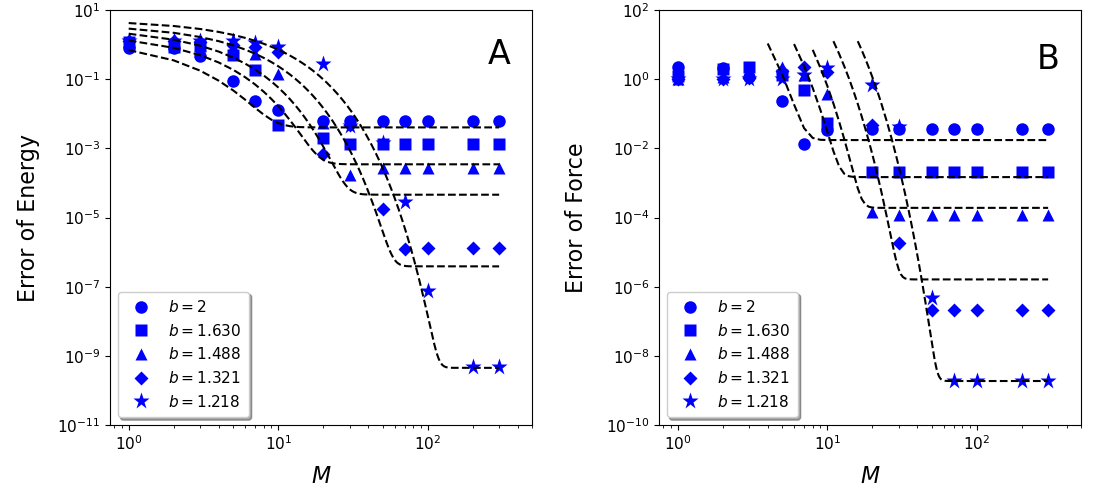 A
Error of Energy
10^1
10^-1
10^-3
10^-5
10^-7
10^-9
10^-11
b = 2
b = 1.630
b = 1.488
b = 1.321
b = 1.218
10^0 10^1 10^2
M
B
Error of Force
10^2
10^0
10^-2
10^-4
10^-6
10^-8
10^-10
b = 2
b = 1.630
b = 1.488
b = 1.321
b = 1.218
10^0 10^1 10^2
M